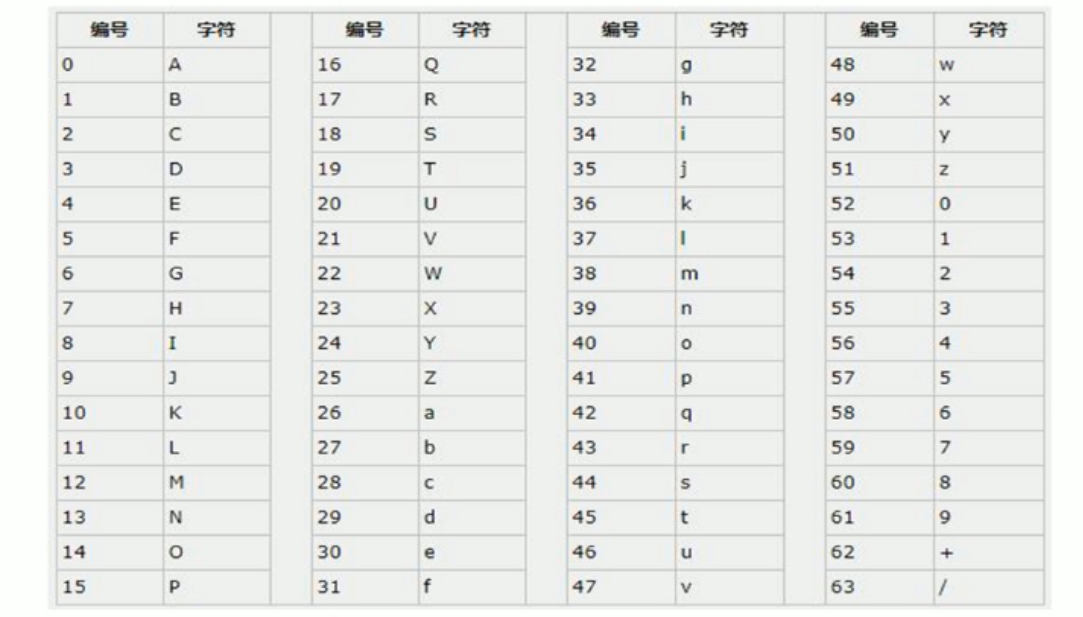 编号 字符 编号 字符 编号 字符 编号 字符
0 A 16 Q 32 g 48 w
1 B 17 R 33 h 49 x
2 C 18 S 34 i 50 y
3 D 19 T 35 j 51 z
4 E 20 U 36 k 52 0
5 F 21 V 37 l 53 1
6 G 22 W 38 m 54 2
7 H 23 X 39 n 55 3
8 I 24 Y 40 o 56 4
9 J 25 Z 41 p 57 5
10 K 26 a 42 q 58 6
11 L 27 b 43 r 59 7
12 M 28 c 44 s 60 8
13 N 29 d 45 t 61 9
14 O 30 e 46 u 62 +
15 P 31 f 47 v 63 /